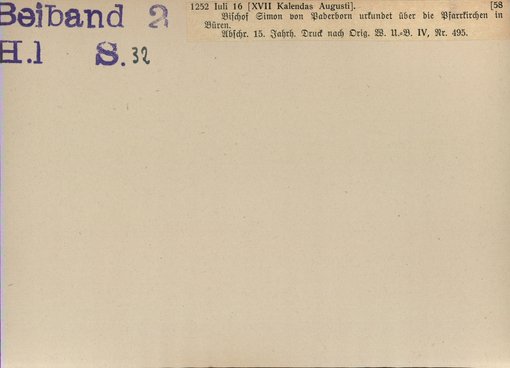 Beiband 2
H.1 S. 32
1252 Juli 16 [XVII Kalendas Augusti]. [58
Bischof Simon von Paderborn urkundet über die Pfarrkirchen in
Büren.
Abschr. 15. Jahrh. Druck nach Orig. W. U.-B. IV, Nr. 495.